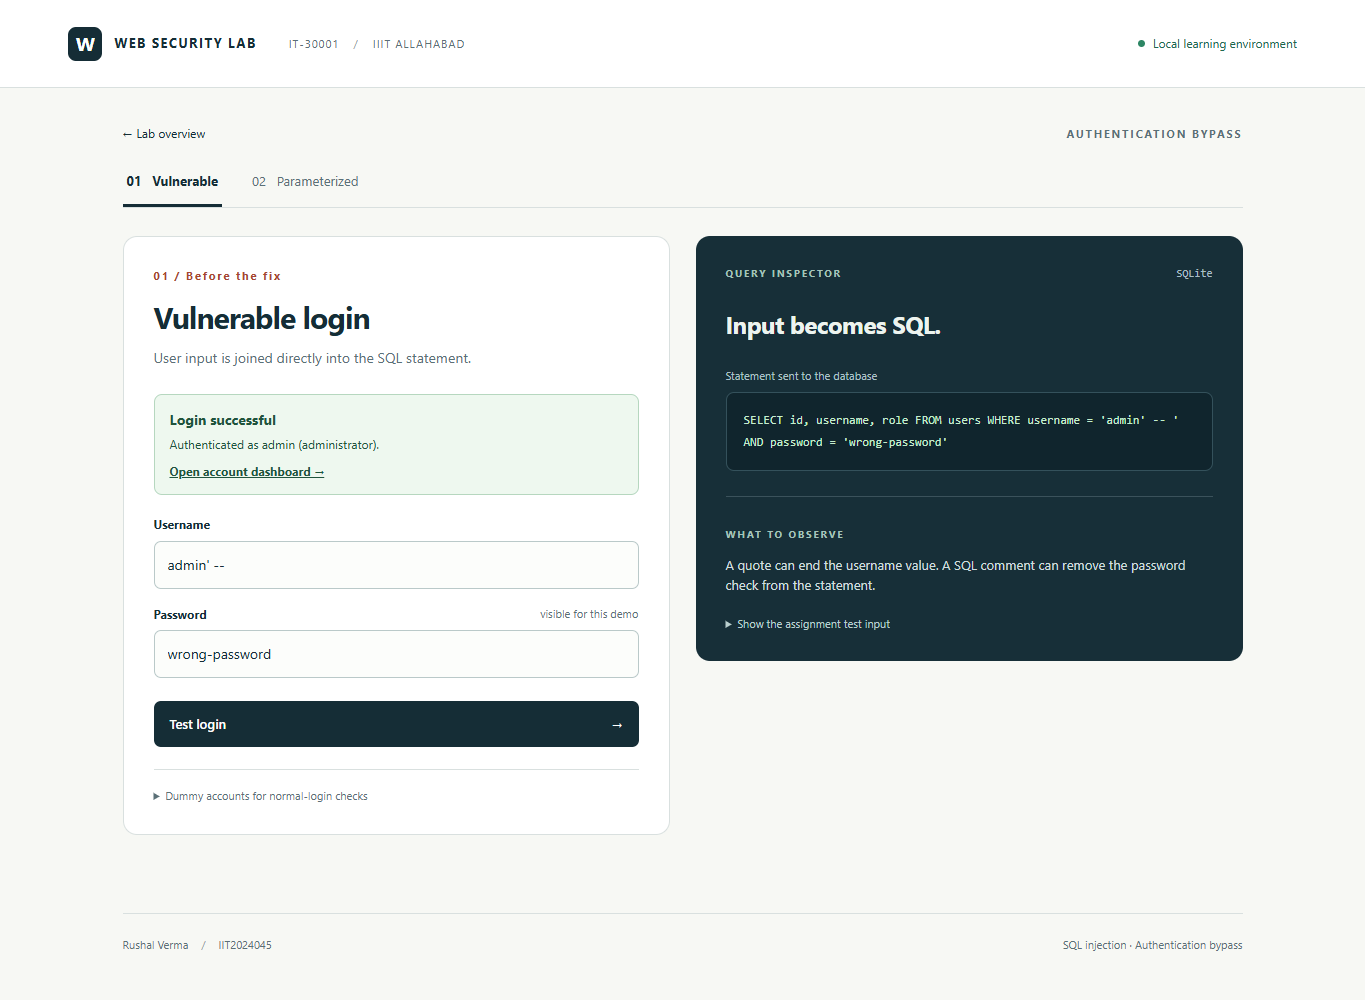 W WEB SECURITY LAB IT-30001 / IIIT ALLAHABAD
Local learning environment
← Lab overview
AUTHENTICATION BYPASS
01 Vulnerable 02 Parameterized
01 / Before the fix
Vulnerable login
User input is joined directly into the SQL statement.
Login successful
Authenticated as admin (administrator).
Open account dashboard →
Username
admin' --
Password visible for this demo
wrong-password
Test login →
Dummy accounts for normal-login checks
QUERY INSPECTOR SQLite
Input becomes SQL.
Statement sent to the database
SELECT id, username, role FROM users WHERE username = 'admin' -- '
AND password = 'wrong-password'
WHAT TO OBSERVE
A quote can end the username value. A SQL comment can remove the password
check from the statement.
Show the assignment test input
Rushal Verma / IIT2024045
SQL injection · Authentication bypass